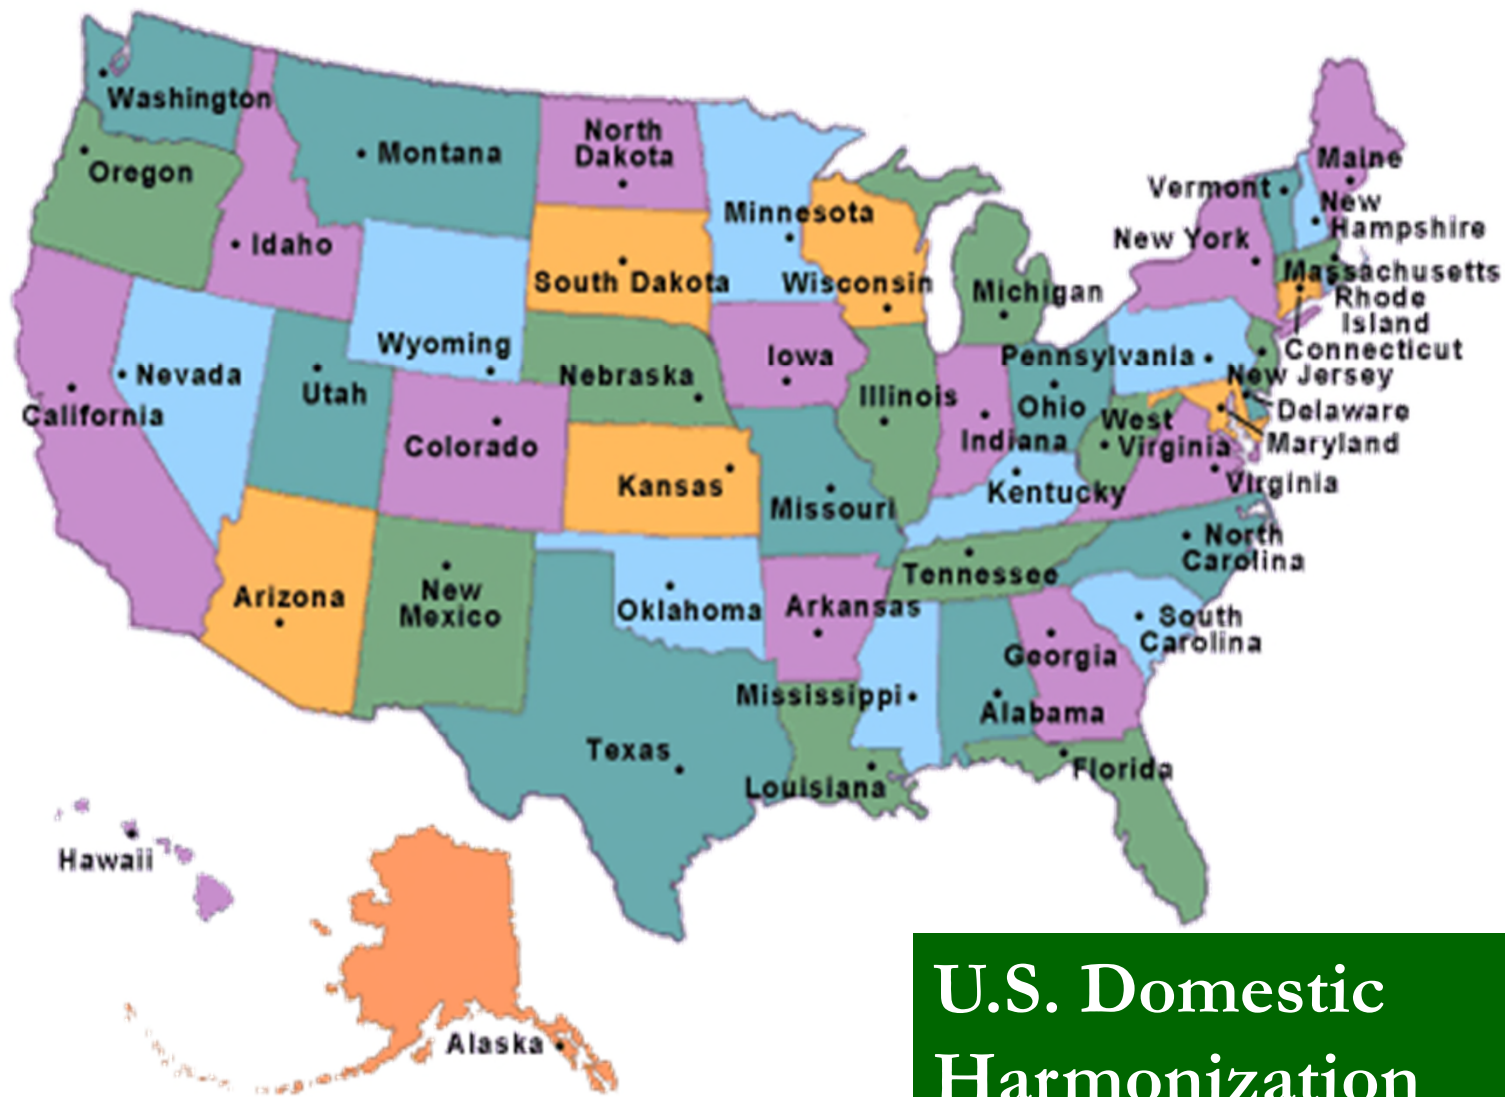 Washington
Oregon
Montana
Idaho
North
Dakota
South Dakota
Minnesota
Wisconsin
Michigan
Maine
Vermont
New
Hampshire
New York
Massachusetts
Rhode
Island
Connecticut
New Jersey
Delaware
Maryland
Pennsylvania
Wyoming
Nebraska
Iowa
Illinois
Indiana
Ohio
West
Virginia
Virginia
Nevada
Utah
California
Colorado
Kansas
Missouri
Kentucky
North
Carolina
Tennessee
South
Carolina
Arizona
New
Mexico
Oklahoma
Arkansas
Mississippi
Georgia
Alabama
Texas
Louisiana
Florida
Hawaii
Alaska
U.S. Domestic
Harmonization